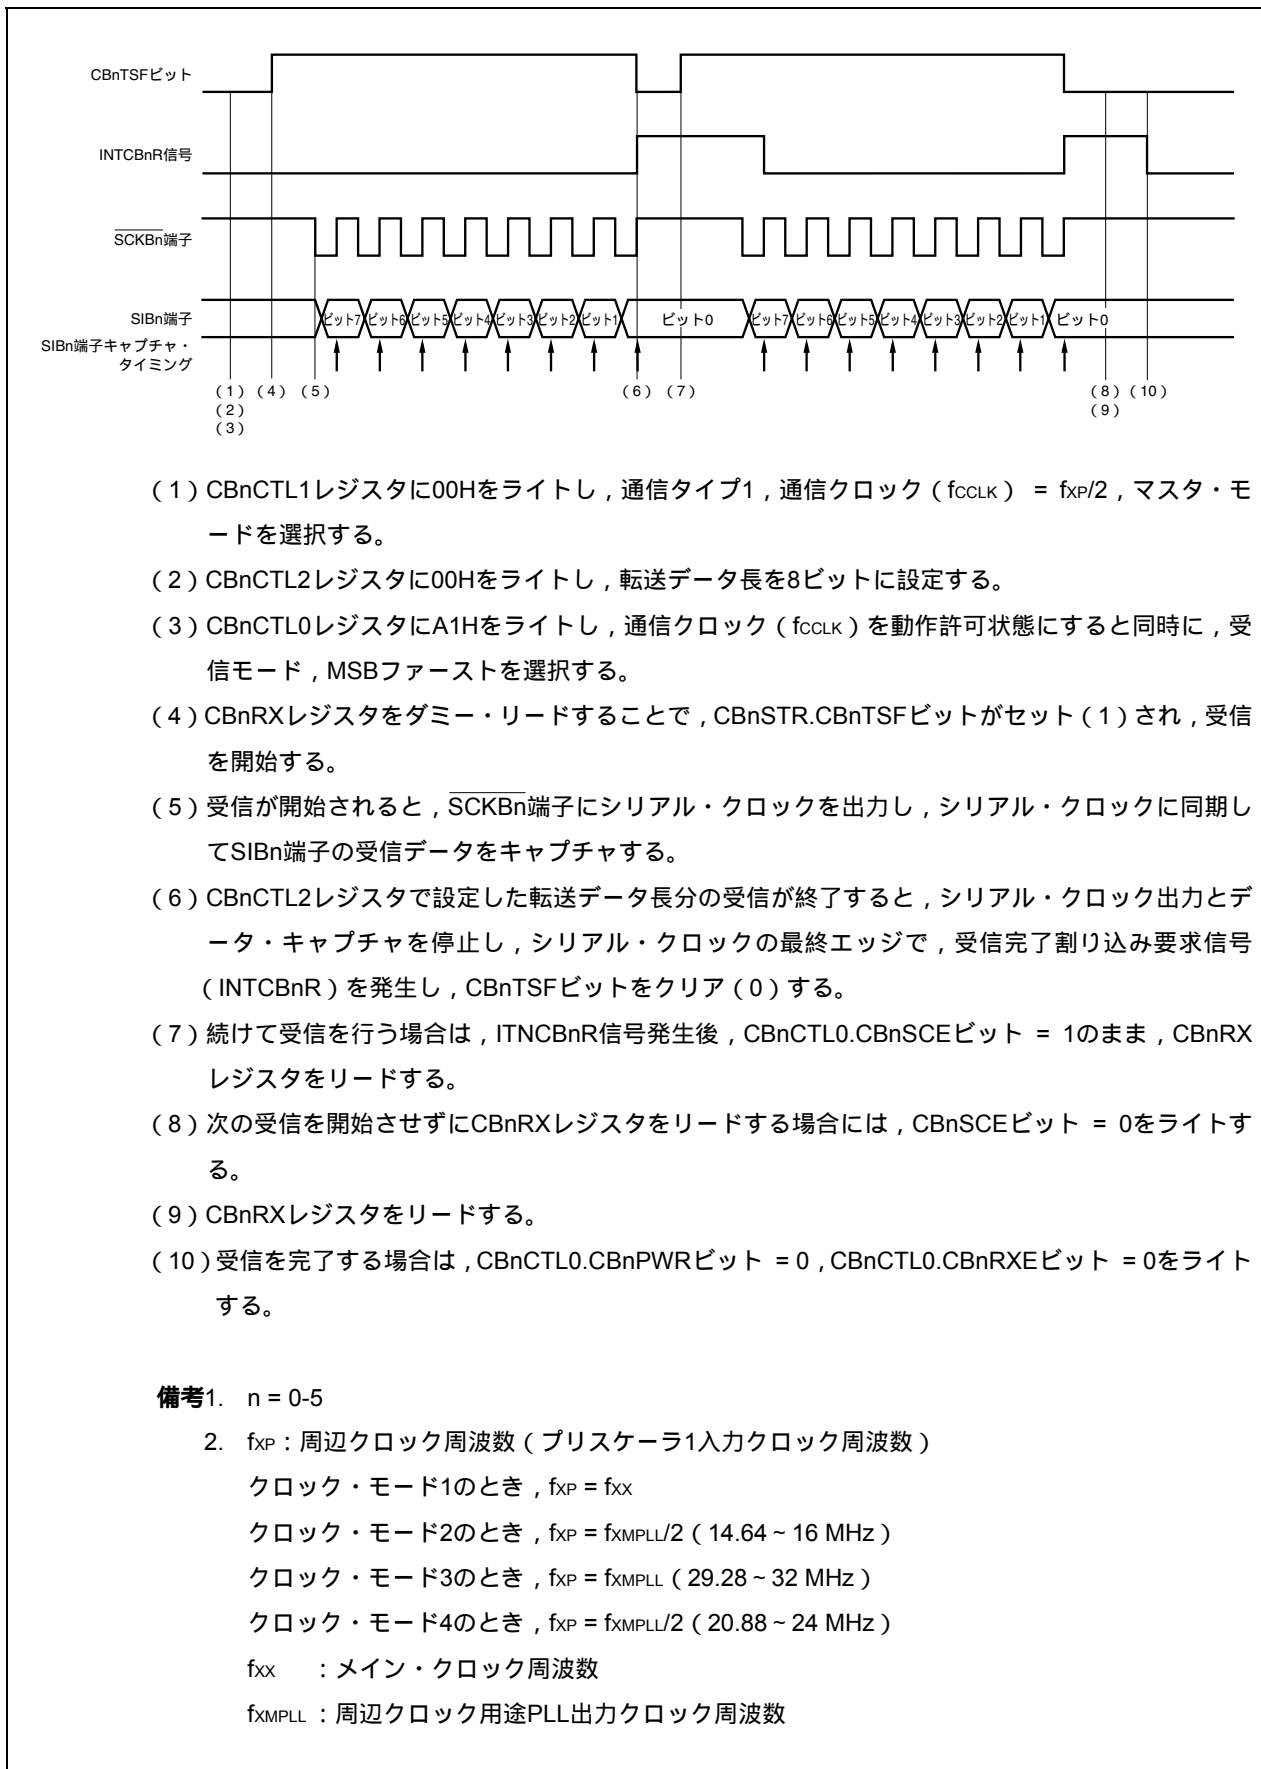 CBnTSFビット
INTCBnR信号
SCKBn端子
SIBn端子
ビット7 ビット6 ビット5 ビット4 ビット3 ビット2 ビット1 ビット0 ビット7 ビット6 ビット5 ビット4 ビット3 ビット2 ビット1 ビット0
SIBn端子キャプチャ・
タイミング
（1）（4）（5）（6）（7）（8）（10）
（2）（9）
（3）
（1）CBnCTL1レジスタに00Hをライトし，通信タイプ1，通信クロック（fCCLK） = fXP/2，マスタ・モ
ードを選択する。
（2）CBnCTL2レジスタに00Hをライトし，転送データ長を8ビットに設定する。
（3）CBnCTL0レジスタにA1Hをライトし，通信クロック（fCCLK）を動作許可状態にすると同時に，受
信モード，MSBファーストを選択する。
（4）CBnRXレジスタをダミー・リードすることで，CBnSTR.CBnTSFビットがセット（1）され，受信
を開始する。
（5）受信が開始されると，SCKBn端子にシリアル・クロックを出力し，シリアル・クロックに同期し
てSIBn端子の受信データをキャプチャする。
（6）CBnCTL2レジスタで設定した転送データ長分の受信が終了すると，シリアル・クロック出力とデ
ータ・キャプチャを停止し，シリアル・クロックの最終エッジで，受信完了割り込み要求信号
（INTCBnR）を発生し，CBnTSFビットをクリア（0）する。
（7）続けて受信を行う場合は，ITNCBnR信号発生後，CBnCTL0.CBnSCEビット = 1のまま，CBnRX
レジスタをリードする。
（8）次の受信を開始させずにCBnRXレジスタをリードする場合には，CBnSCEビット = 0をライトす
る。
（9）CBnRXレジスタをリードする。
（10）受信を完了する場合は，CBnCTL0.CBnPWRビット = 0，CBnCTL0.CBnRXEビット = 0をライト
する。
備考1. n = 0-5
2. fXP：周辺クロック周波数（プリスケーラ1入力クロック周波数）
クロック・モード1のとき，fXP = fXX
クロック・モード2のとき，fXP = fXMPLL/2（14.64～16 MHz）
クロック・モード3のとき，fXP = fXMPLL（29.28～32 MHz）
クロック・モード4のとき，fXP = fXMPLL/2（20.88～24 MHz）
fXX ：メイン・クロック周波数
fXMPLL：周辺クロック用途PLL出力クロック周波数